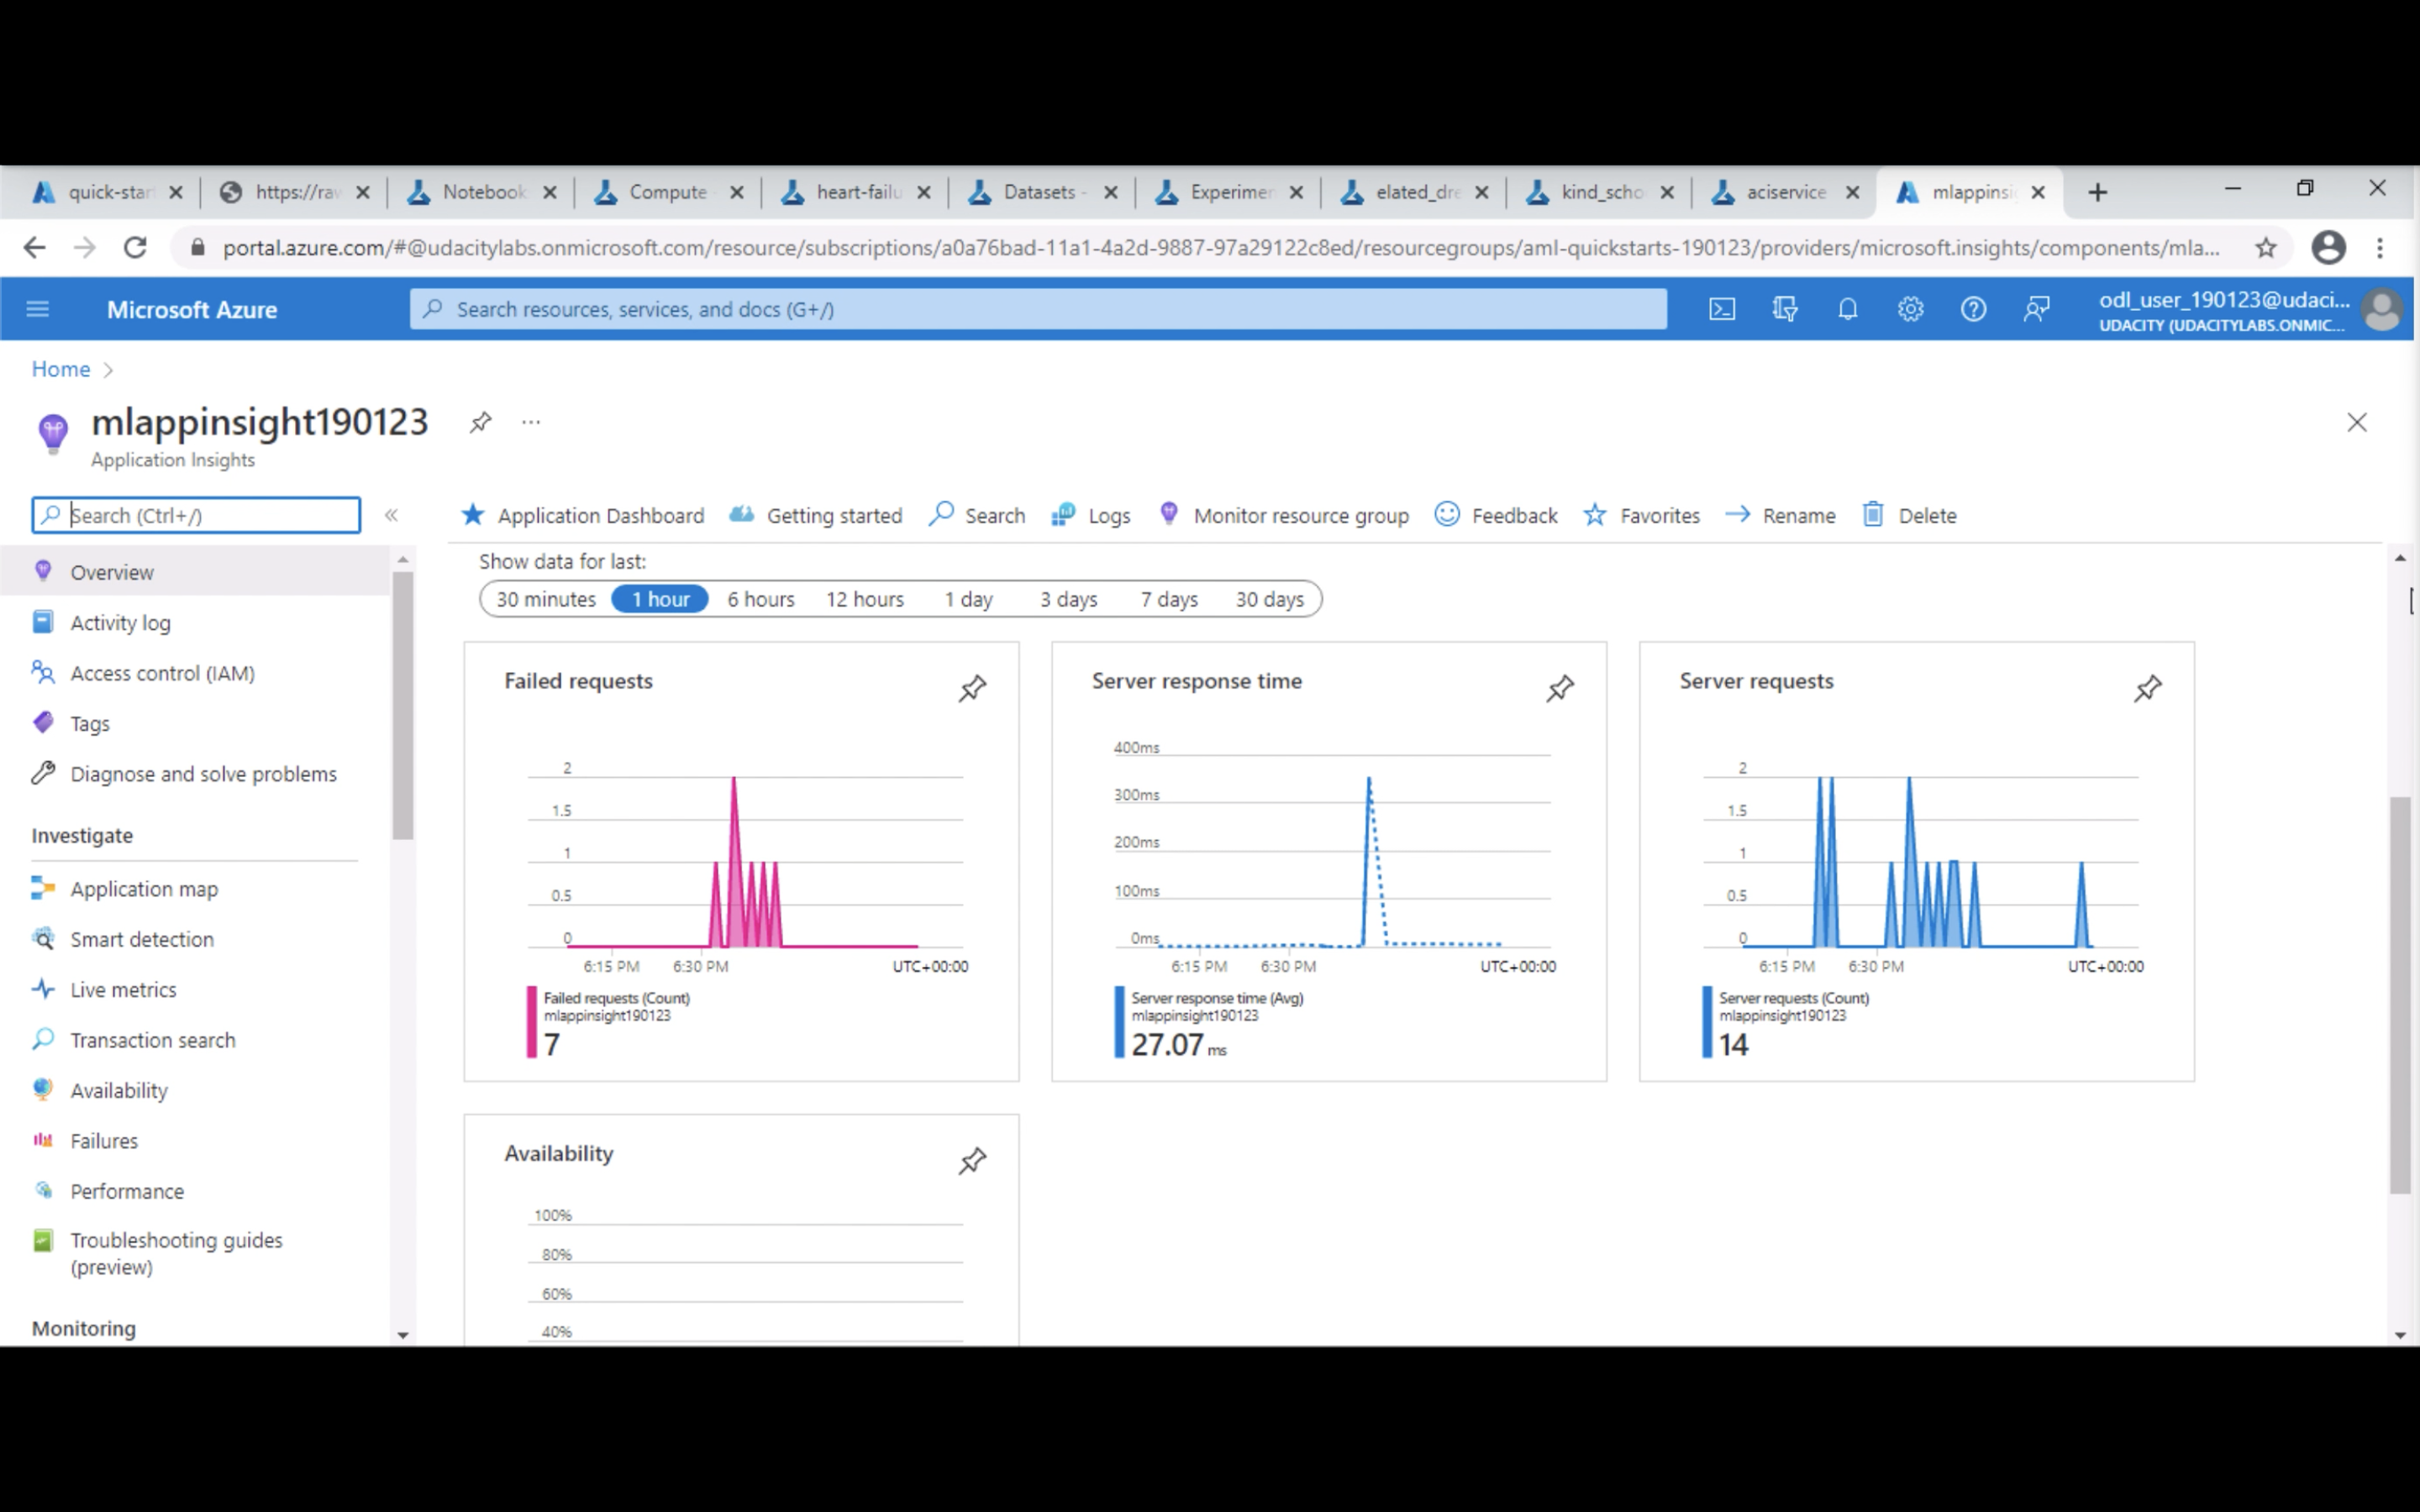 quick-star
https://rav
Notebook
Compute
heart-failu
Datasets -
Experimen
elated_dre
kind_scho
aciservice
mlappinsi
portal.azure.com/#@udacitylabs.onmicrosoft.com/resource/subscriptions/a0a76bad-11a1-4a2d-9887-97a29122c8ed/resourcegroups/aml-quickstarts-190123/providers/microsoft.insights/components/mla...
Microsoft Azure
Search resources, services, and docs (G+/)
odl_user_190123@udaci...
UDACITY (UDACITYLABS.ONMIC...
Home
mlappinsight190123
...
Application Insights
Search (Ctrl+/)
Overview
Activity log
Access control (IAM)
Tags
Diagnose and solve problems
Investigate
Application map
Smart detection
Live metrics
Transaction search
Availability
Failures
Performance
Troubleshooting guides
(preview)
Monitoring
Application Dashboard
Getting started
Search
Logs
Monitor resource group
Feedback
Favorites
Rename
Delete
Show data for last:
30 minutes
1 hour
6 hours
12 hours
1 day
3 days
7 days
30 days
Failed requests
2
1.5
1
0.5
0
6:15 PM
6:30 PM
UTC+00:00
Failed requests (Count)
mlappinsight190123
7
Server response time
400ms
300ms
200ms
100ms
0ms
6:15 PM
6:30 PM
UTC+00:00
Server response time (Avg)
mlappinsight190123
27.07 ms
Server requests
2
1.5
1
0.5
0
6:15 PM
6:30 PM
UTC+00:00
Server requests (Count)
mlappinsight190123
14
Availability
100%
80%
60%
40%